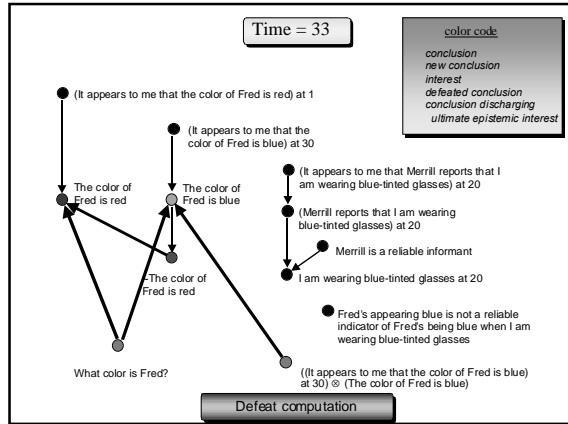 Time = 33
color code
conclusion
new conclusion
interest
defeated conclusion
conclusion discharging
ultimate epistemic interest
(It appears to me that the color of Fred is red) at 1
(It appears to me that the
color of Fred is blue) at 30
(It appears to me that Merrill reports that I
am wearing blue-tinted glasses) at 20
The color of
Fred is red
The color of
Fred is blue
(Merrill reports that I am wearing
blue-tinted glasses) at 20
Merrill is a reliable informant
~The color of
Fred is red
I am wearing blue-tinted glasses at 20
Fred's appearing blue is not a reliable
indicator of Fred's being blue when I am
wearing blue-tinted glasses
What color is Fred?
((It appears to me that the color of Fred is blue)
at 30) ⊗ (The color of Fred is blue)
Defeat computation